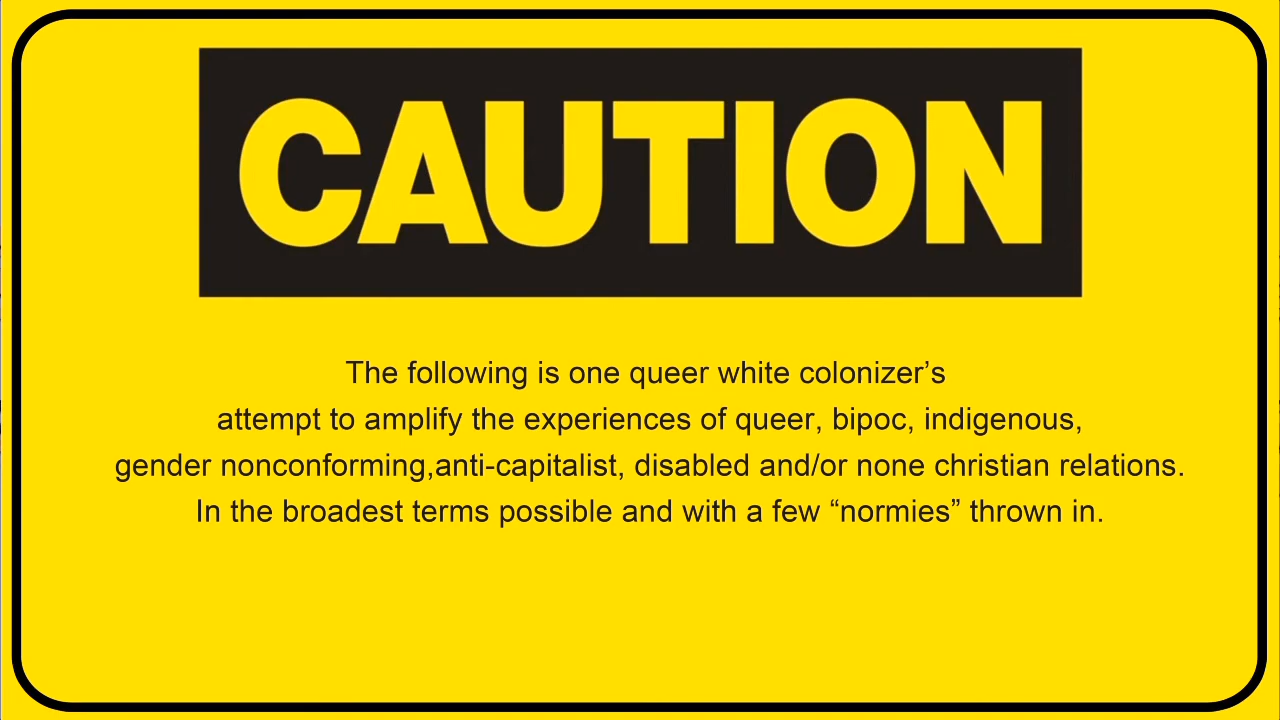 CAUTION
The following is one queer white colonizer’s
attempt to amplify the experiences of queer, bipoc, indigenous,
gender nonconforming,anti-capitalist, disabled and/or none christian relations.
In the broadest terms possible and with a few “normies” thrown in.